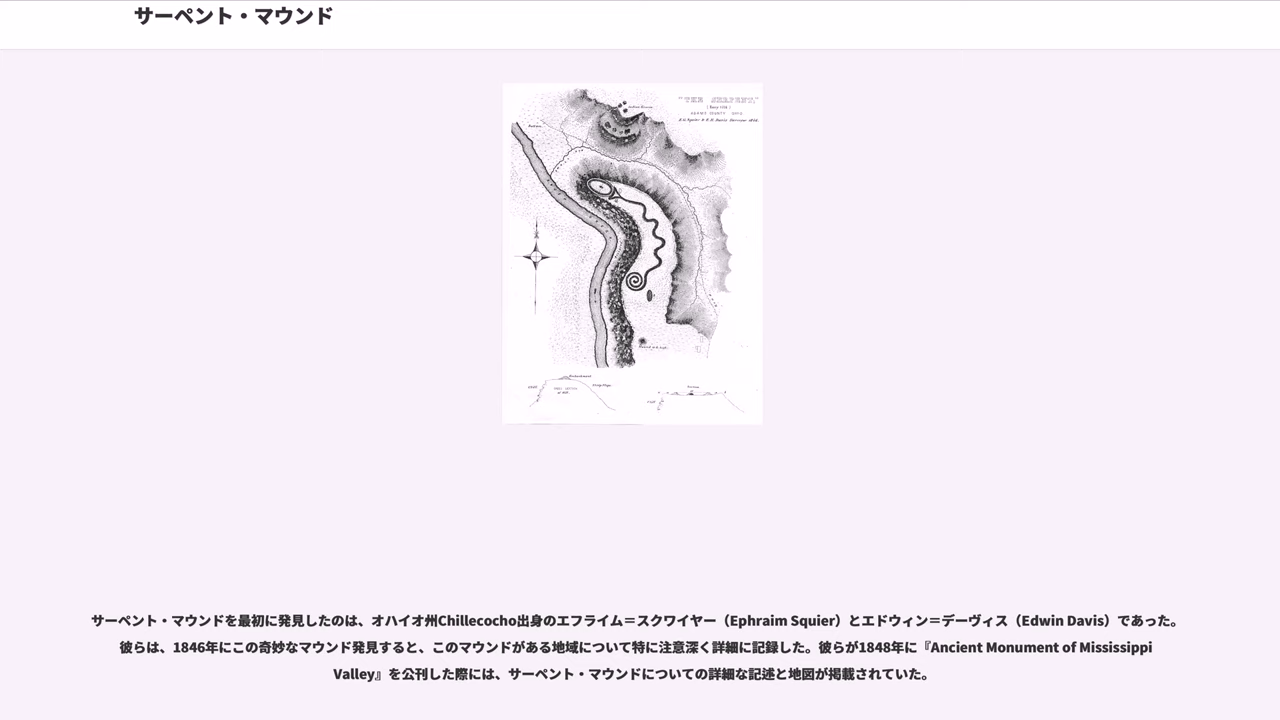 サーペント・マウンド
"THE SERPENT,"
ADAMS COUNTY OHIO.
サーペント・マウンドを最初に発見したのは、オハイオ州Chillecocho出身のエフライム＝スクワイヤー（Ephraim Squier）とエドウィン＝デーヴィス（Edwin Davis）であった。
彼らは、1846年にこの奇妙なマウンド発見すると、このマウンドがある地域について特に注意深く詳細に記録した。彼らが1848年に『Ancient Monument of Mississippi
Valley』を公刊した際には、サーペント・マウンドについての詳細な記述と地図が掲載されていた。